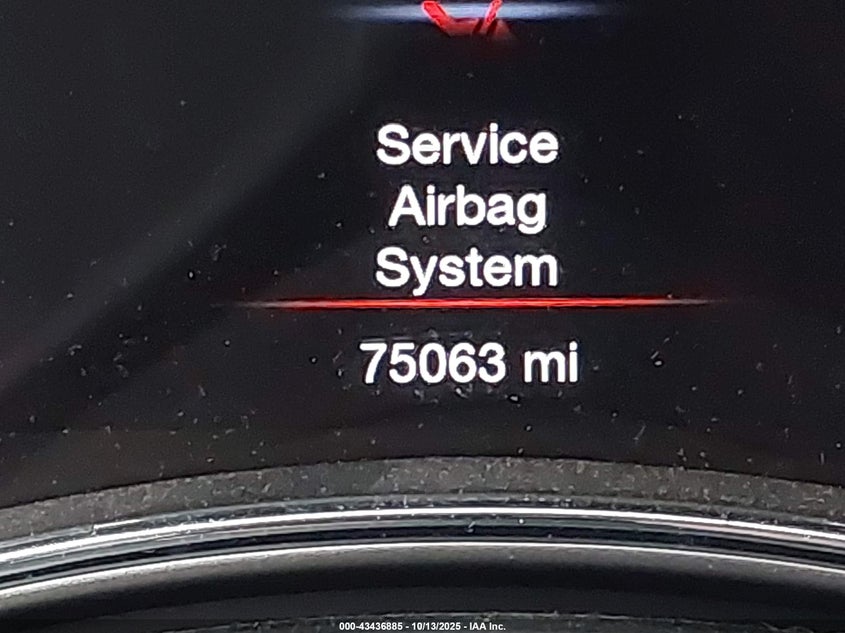 Service
Airbag
System
75063 mi
000-43436885 - 10/13/2025 - IAA Inc.